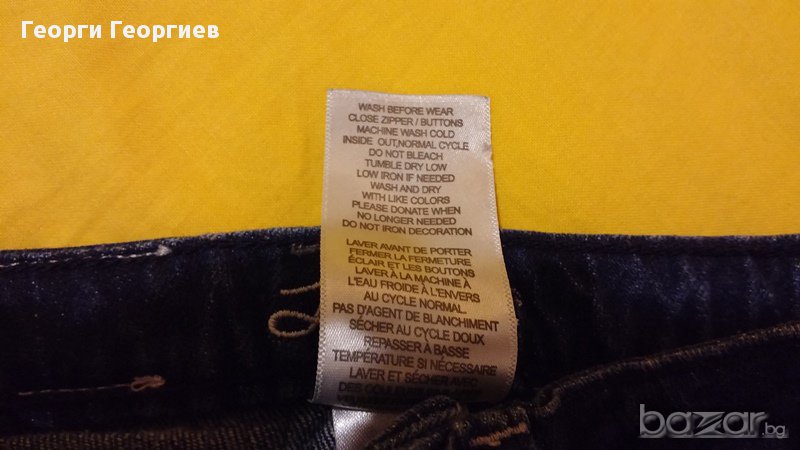 Георги Георгиев
WASH BEFORE WEAR
CLOSE ZIPPER / BUTTONS
MACHINE WASH COLD
INSIDE OUT,NORMAL CYCLE
DO NOT BLEACH
TUMBLE DRY LOW
LOW IRON IF NEEDED
WASH AND DRY
WITH LIKE COLORS
PLEASE DONATE WHEN
NO LONGER NEEDED
DO NOT IRON DECORATION
LAVER AVANT DE PORTER
FERMER LA FERMETURE
ÉCLAIR ET LES BOUTONS
LAVER À LA MACHINE À
L'EAU FROIDE À L'ENVERS
AU CYCLE NORMAL.
PAS D'AGENT DE BLANCHIMENT
SÉCHER AU CYCLE DOUX
REPASSER À BASSE
TEMPÉRATURE SI NÉCESSAIRE
LAVER ET SÉCHER AVEC
bazar.bg